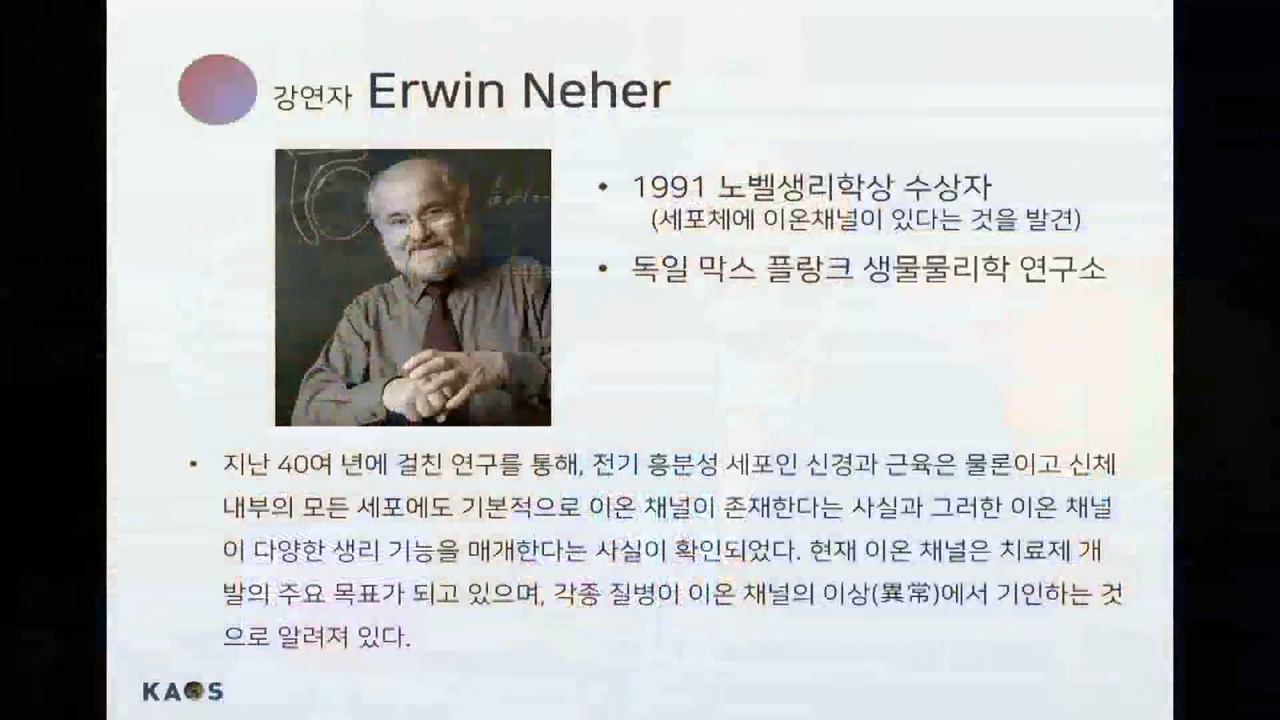 강연자 Erwin Neher
• 1991 노벨생리학상 수상자
(세포체에 이온채널이 있다는 것을 발견)
• 독일 막스 플랑크 생물물리학 연구소
• 지난 40여 년에 걸친 연구를 통해, 전기 흥분성 세포인 신경과 근육은 물론이고 신체
내부의 모든 세포에도 기본적으로 이온 채널이 존재한다는 사실과 그러한 이온 채널
이 다양한 생리 기능을 매개한다는 사실이 확인되었다. 현재 이온 채널은 치료제 개
발의 주요 목표가 되고 있으며, 각종 질병이 이온 채널의 이상(異常)에서 기인하는 것
으로 알려져 있다.
KAOS